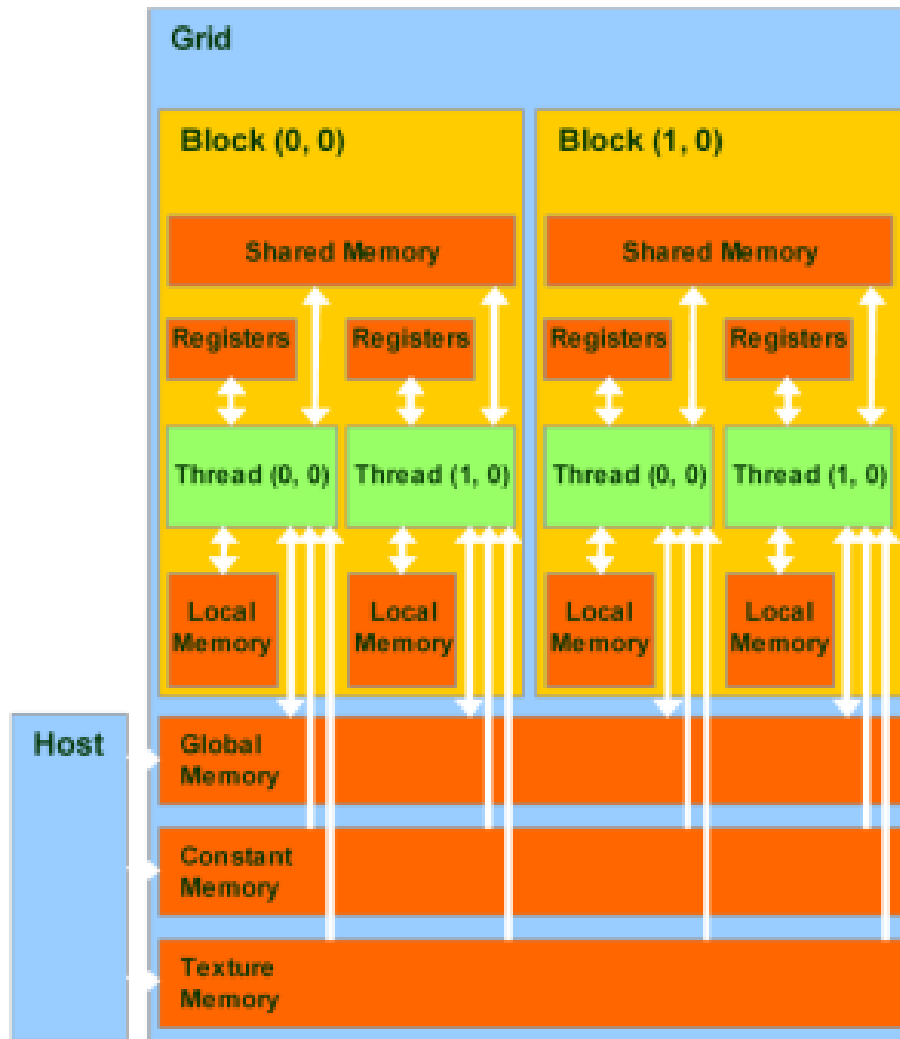 Grid
Block (0, 0)
Block (1, 0)
Shared Memory
Shared Memory
Registers
Registers
Registers
Registers
Thread (0, 0)
Thread (1, 0)
Thread (0, 0)
Thread (1, 0)
Local
Memory
Local
Memory
Local
Memory
Local
Memory
Host
Global
Memory
Constant
Memory
Texture
Memory